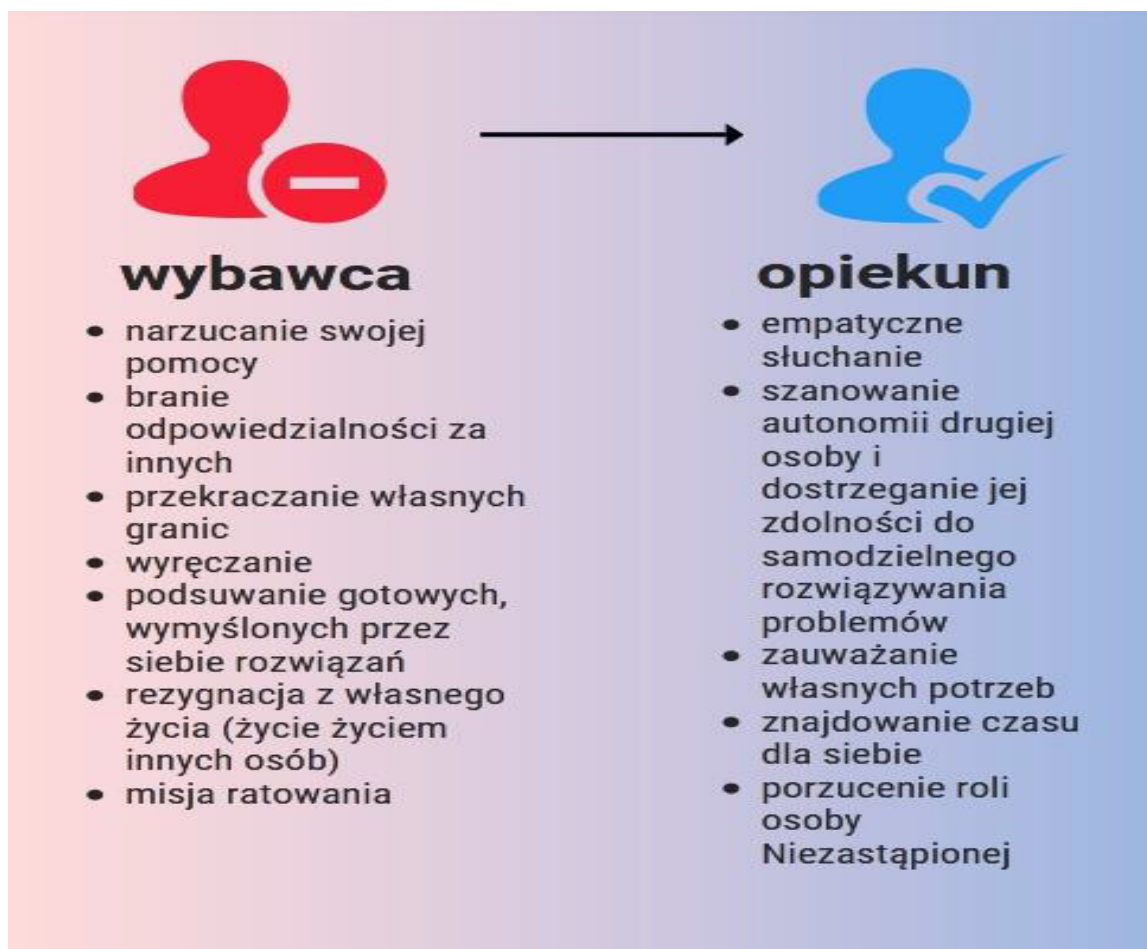 wybawca
• narzucanie swojej
pomocy
• branie
odpowiedzialności za
innych
• przekraczanie własnych
granic
• wyręczanie
• podsuwanie gotowych,
wymyślonych przez
siebie rozwiązań
• rezygnacja z własnego
życia (życie życiem
innych osób)
• misja ratowania
opiekun
• empatyczne
słuchanie
• szanowanie
autonomii drugiej
osoby i
dostrzeganie jej
zdolności do
samodzielnego
rozwiązywania
problemów
• zauważanie
własnych potrzeb
• znajdowanie czasu
dla siebie
• porzucenie roli
osoby
Niezastąpionej